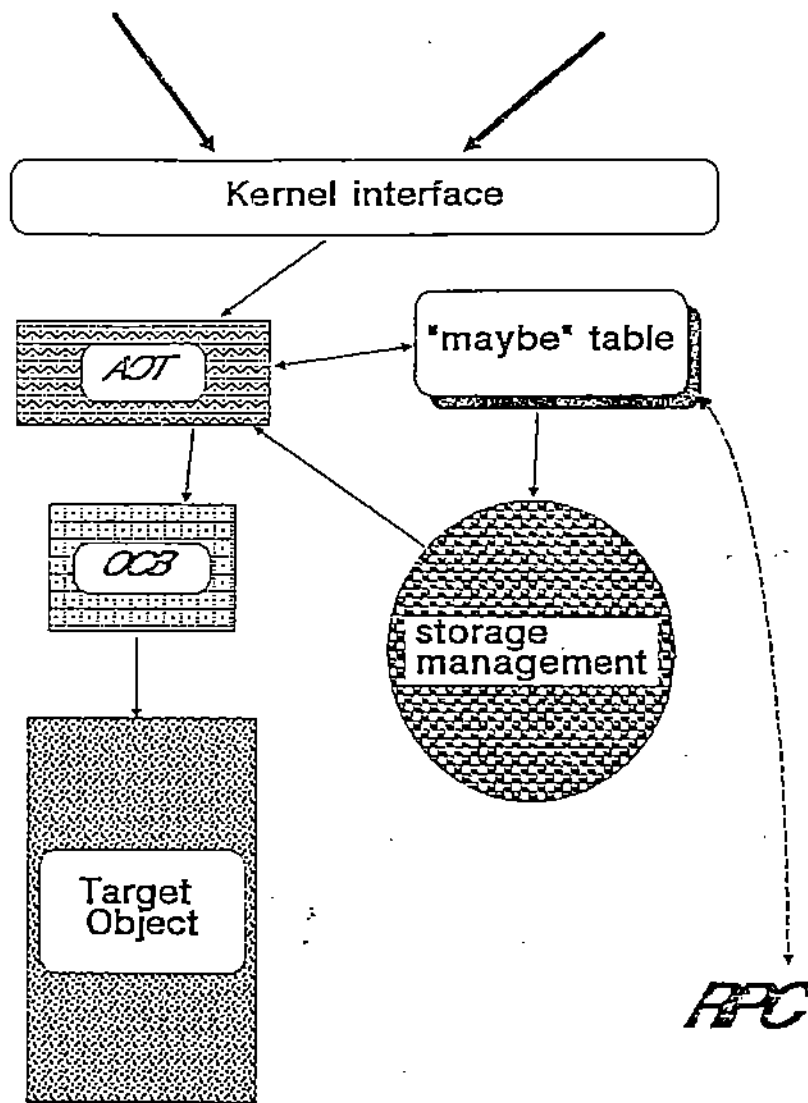 Kernel interface
AOT
"maybe" table
OCB
storage
management
Target
Object
RPC